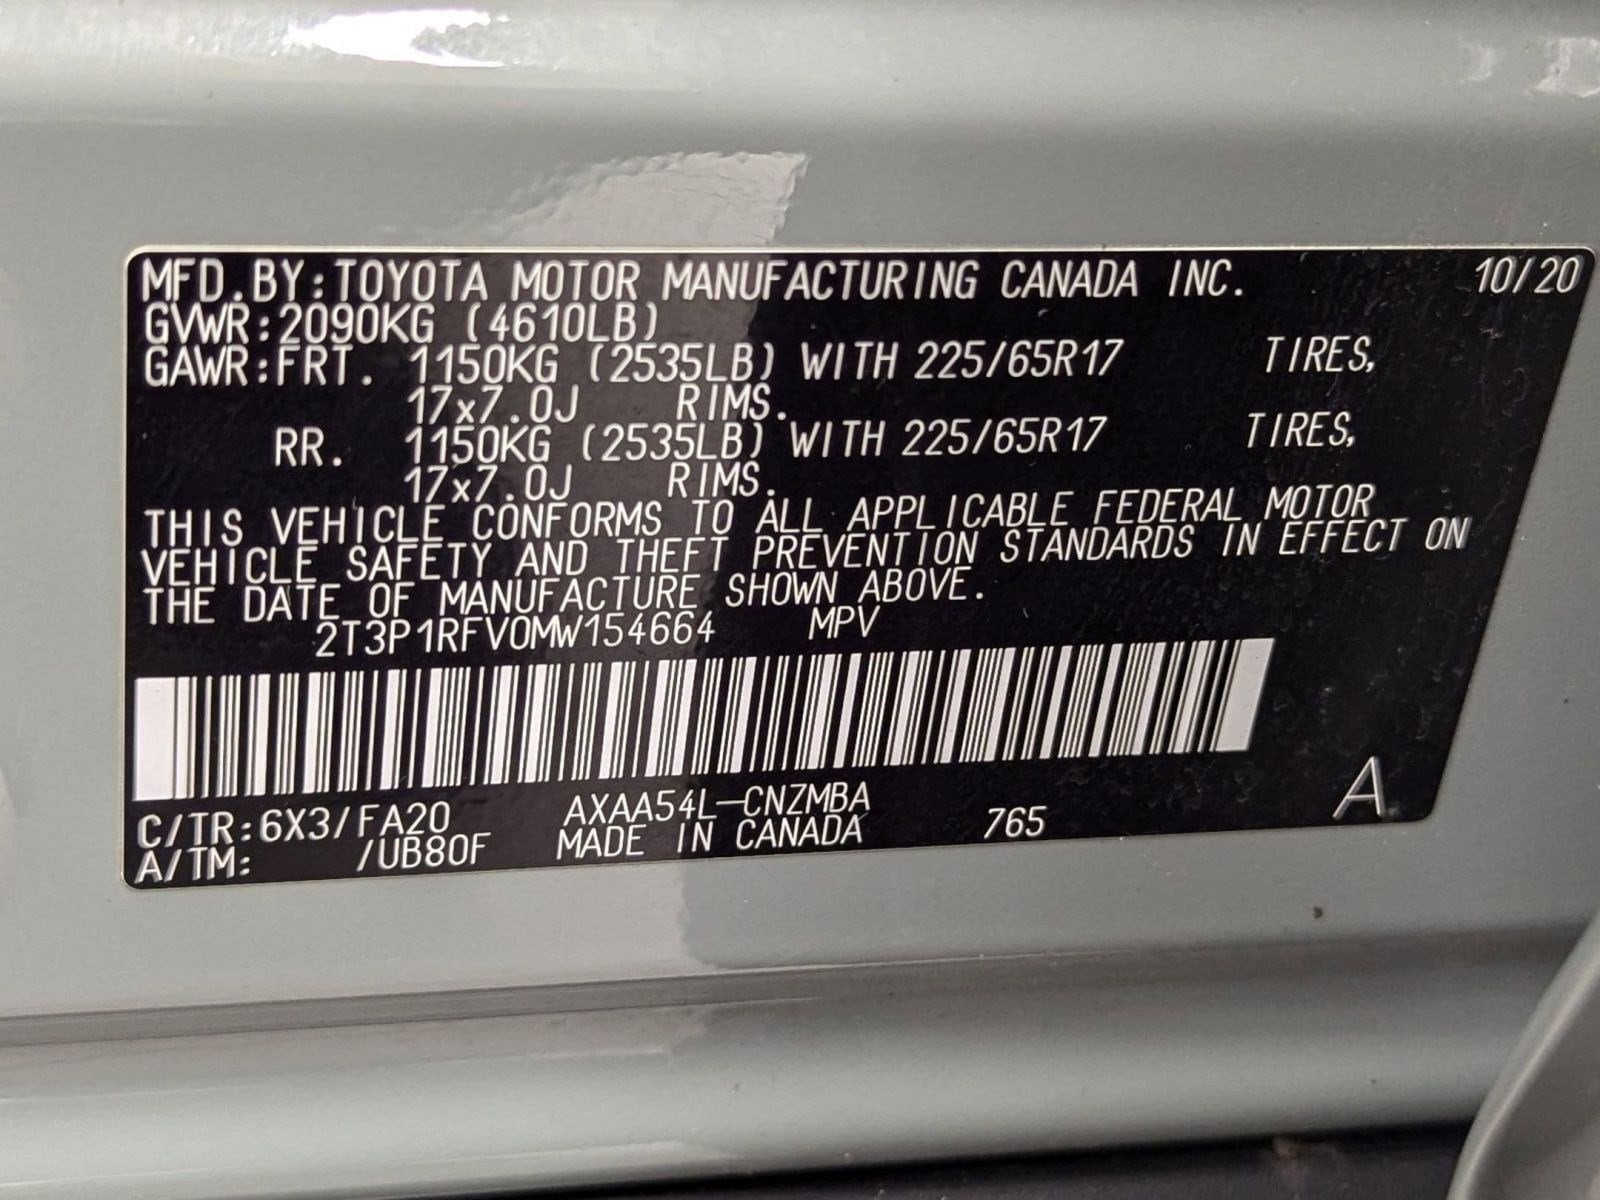 MFD.BY:TOYOTA MOTOR MANUFACTURING CANADA INC. 10/20
GVWR:2090KG (4610LB)
GAWR:FRT. 1150KG (2535LB) WITH 225/65R17 TIRES,
17x7.0J RIMS.
RR. 1150KG (2535LB) WITH 225/65R17 TIRES,
17x7.0J RIMS.
THIS VEHICLE CONFORMS TO ALL APPLICABLE FEDERAL MOTOR
VEHICLE SAFETY AND THEFT PREVENTION STANDARDS IN EFFECT ON
THE DATE OF MANUFACTURE SHOWN ABOVE.
2T3P1RFV0MW154664 MPV
C/TR:6X3/FA20 AXAA54L-CNZMBA
A/TM: /UB80F MADE IN CANADA 765 A